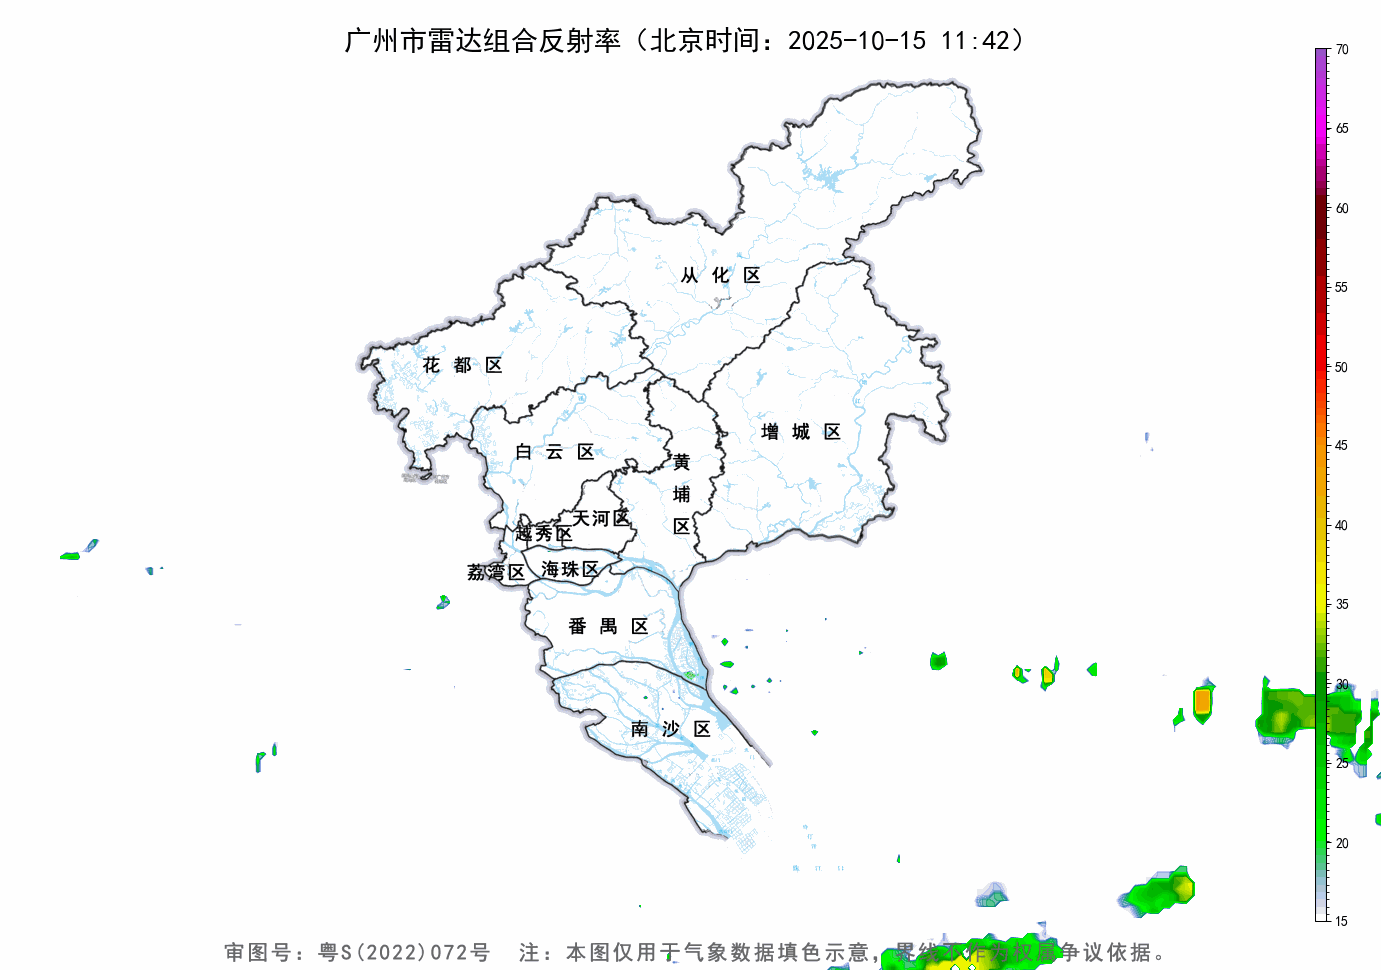 广州市雷达组合反射率（北京时间：2025-10-15 11:42）
70
65
60
55
50
45
40
35
30
25
20
15
从化区
花都区
增城区
白云区
黄埔区
天河区
越秀区
荔湾区
海珠区
番禺区
南沙区
审图号：粤S(2022)072号 注：本图仅用于气象数据填色示意，界线不作为权属争议依据。